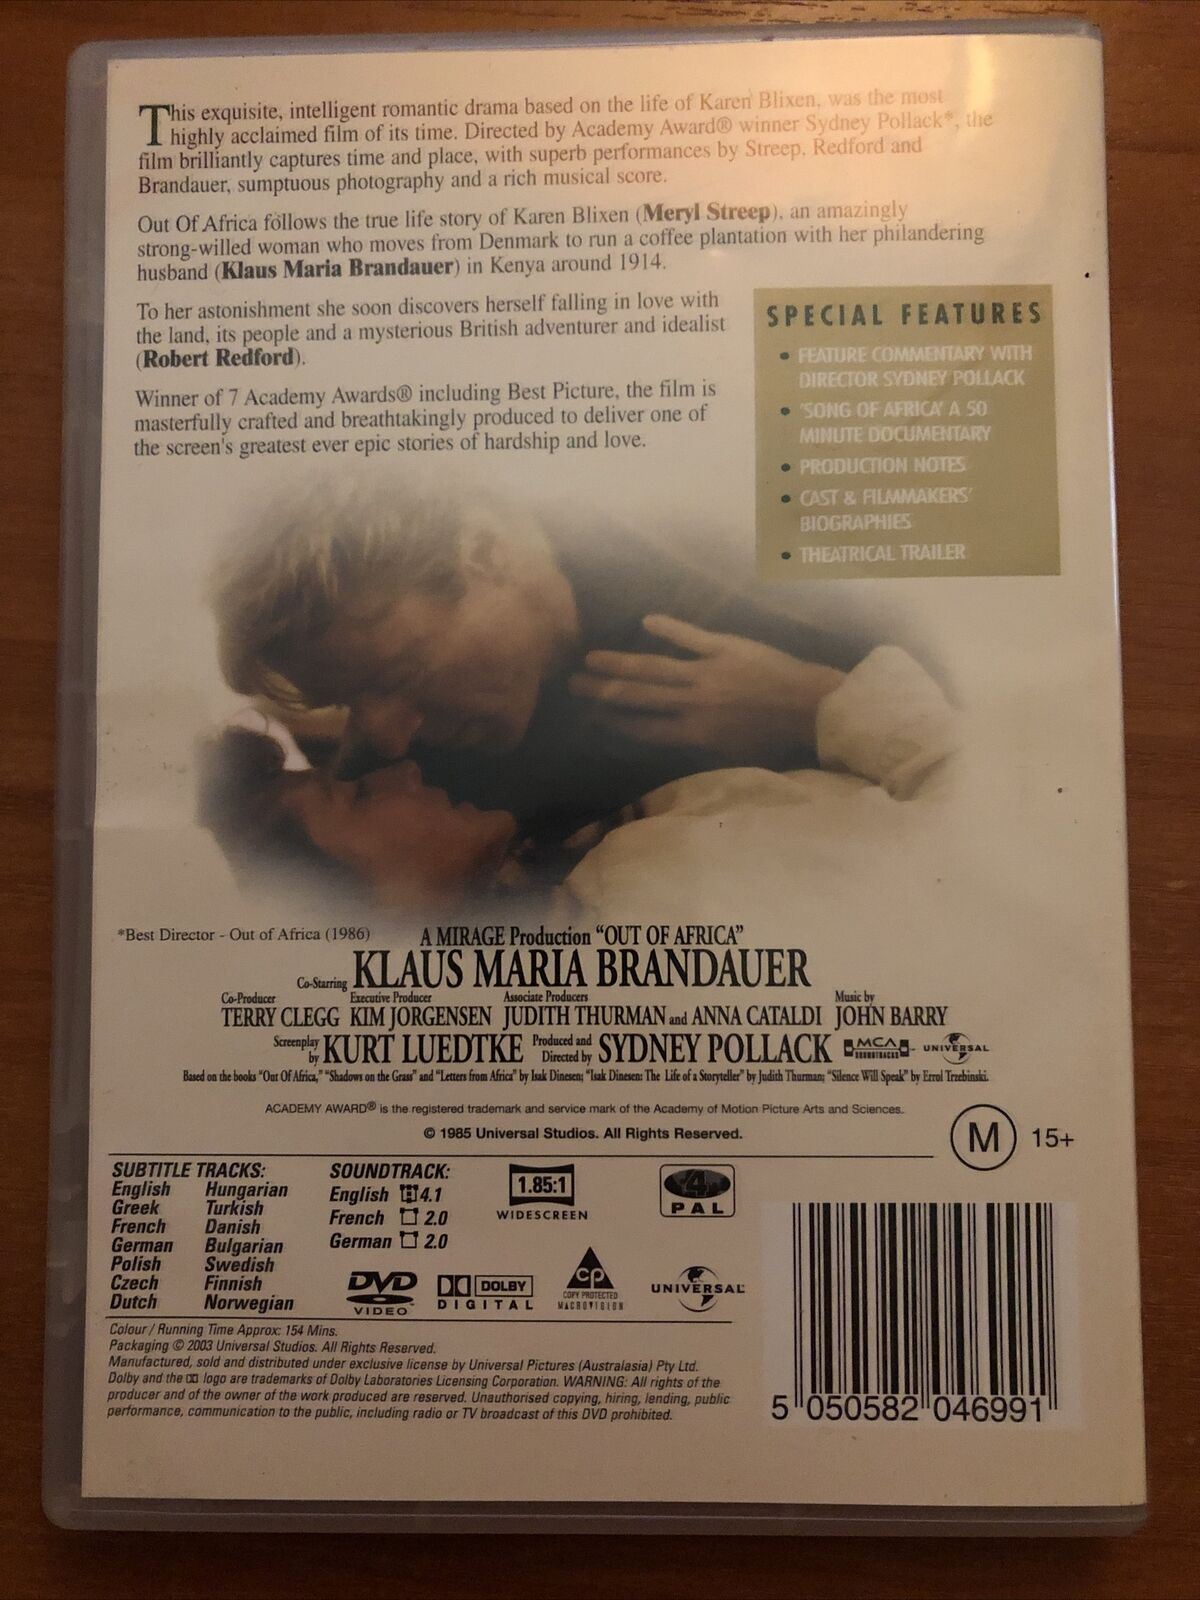 This exquisite, intelligent romantic drama based on the life of Karen Blixen, was the most
highly acclaimed film of its time. Directed by Academy Award® winner Sydney Pollack*, the
film brilliantly captures time and place, with superb performances by Streep, Redford and
Brandauer, sumptuous photography and a rich musical score.
Out Of Africa follows the true life story of Karen Blixen (Meryl Streep), an amazingly
strong-willed woman who moves from Denmark to run a coffee plantation with her philandering
husband (Klaus Maria Brandauer) in Kenya around 1914.
To her astonishment she soon discovers herself falling in love with
the land, its people and a mysterious British adventurer and idealist
(Robert Redford).
Winner of 7 Academy Awards® including Best Picture, the film is
masterfully crafted and breathtakingly produced to deliver one of
the screen's greatest ever epic stories of hardship and love.
SPECIAL FEATURES
• FEATURE COMMENTARY WITH
DIRECTOR SYDNEY POLLACK
• 'SONG OF AFRICA' A 50
MINUTE DOCUMENTARY
• PRODUCTION NOTES
• CAST & FILMMAKERS'
BIOGRAPHIES
• THEATRICAL TRAILER
*Best Director - Out of Africa (1986)
A MIRAGE Production "OUT OF AFRICA"
Co-Starring KLAUS MARIA BRANDAUER
Co-Producer Executive Producer Associate Producers Music by
TERRY CLEGG KIM JORGENSEN JUDITH THURMAN and ANNA CATALDI JOHN BARRY
Screenplay by KURT LUEDTKE Produced and Directed by SYDNEY POLLACK MCA SOUNDTRACKS UNIVERSAL
Based on the books "Out Of Africa," "Shadows on the Grass" and "Letters from Africa" by Isak Dinesen; "Isak Dinesen: The Life of a Storyteller" by Judith Thurman; "Silence Will Speak" by Errol Trzebinski.
ACADEMY AWARD® is the registered trademark and service mark of the Academy of Motion Picture Arts and Sciences.
© 1985 Universal Studios. All Rights Reserved.
M 15+
SUBTITLE TRACKS:
English Hungarian
Greek Turkish
French Danish
German Bulgarian
Polish Swedish
Czech Finnish
Dutch Norwegian
SOUNDTRACK:
English 4.1
French 2.0
German 2.0
1.85:1
WIDESCREEN
4
PAL
DVD
VIDEO
DOLBY
DIGITAL
CP
COPY PROTECTED
MACROVISION
UNIVERSAL
Colour / Running Time Approx: 154 Mins.
Packaging © 2003 Universal Studios. All Rights Reserved.
Manufactured, sold and distributed under exclusive license by Universal Pictures (Australasia) Pty Ltd.
Dolby and the logo are trademarks of Dolby Laboratories Licensing Corporation. WARNING: All rights of the
producer and of the owner of the work produced are reserved. Unauthorised copying, hiring, lending, public
performance, communication to the public, including radio or TV broadcast of this DVD prohibited.
5 050582 046991